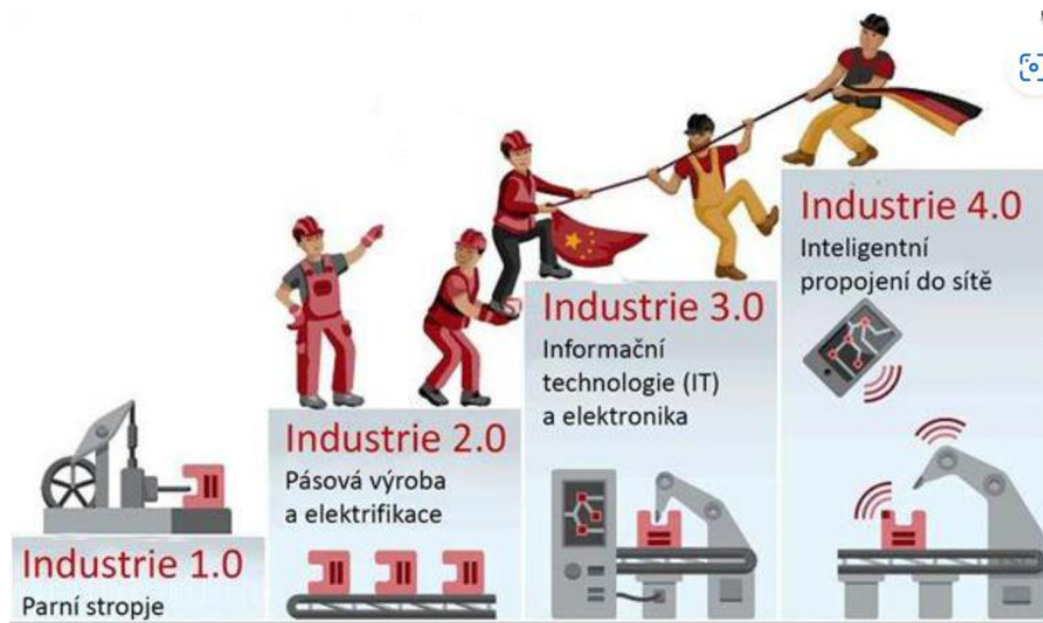 Industrie 1.0
Parní stropje
Industrie 2.0
Pásová výroba
a elektrifikace
Industrie 3.0
Informační
technologie (IT)
a elektronika
Industrie 4.0
Inteligentní
propojení do sítě